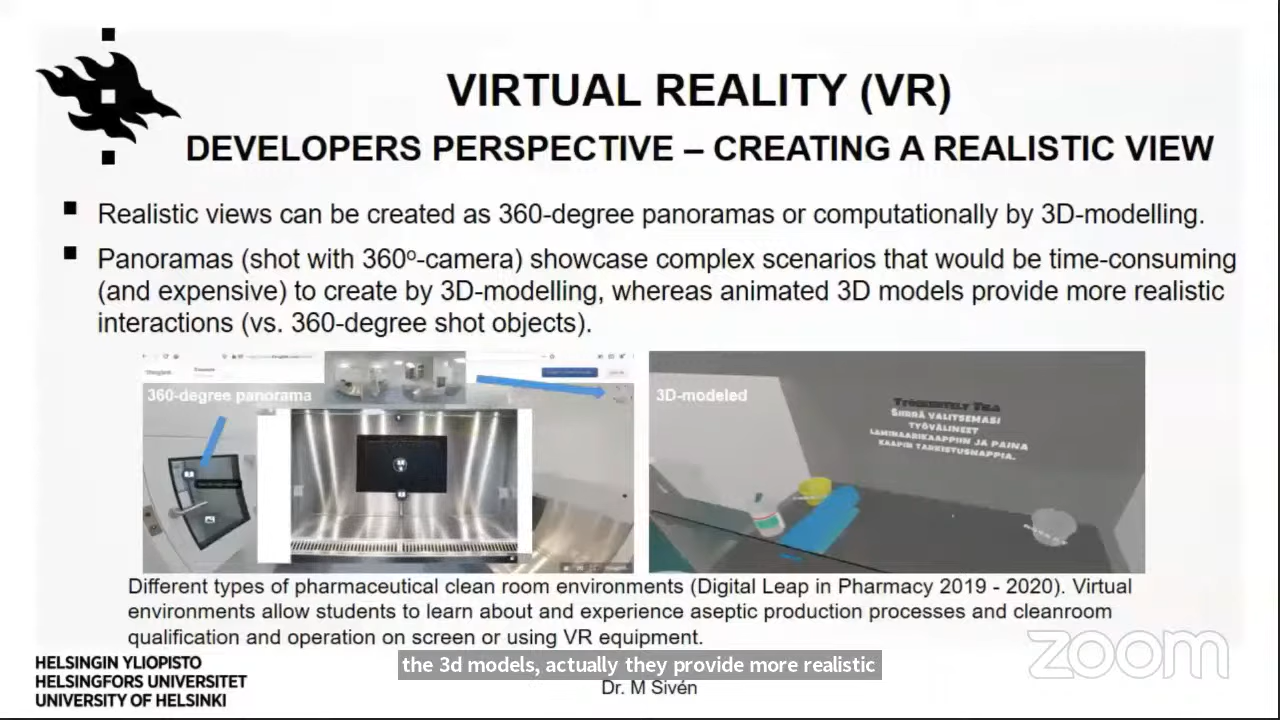 VIRTUAL REALITY (VR)
DEVELOPERS PERSPECTIVE – CREATING A REALISTIC VIEW
Realistic views can be created as 360-degree panoramas or computationally by 3D-modelling.
Panoramas (shot with 360º-camera) showcase complex scenarios that would be time-consuming
(and expensive) to create by 3D-modelling, whereas animated 3D models provide more realistic
interactions (vs. 360-degree shot objects).
360-degree panorama
3D-modeled
TYÖSKENTELY TILA
SIIRRÄ VALITSEMASI
TYÖVÄLINEET
LAMINAARIKAAPPIIN JA PAINA
KAAPIN TARKISTUSNAPPIA.
Different types of pharmaceutical clean room environments (Digital Leap in Pharmacy 2019 - 2020). Virtual
environments allow students to learn about and experience aseptic production processes and cleanroom
qualification and operation on screen or using VR equipment.
zoom
the 3d models, actually they provide more realistic
HELSINGIN YLIOPISTO
HELSINGFORS UNIVERSITET
UNIVERSITY OF HELSINKI
Dr. M Sivén